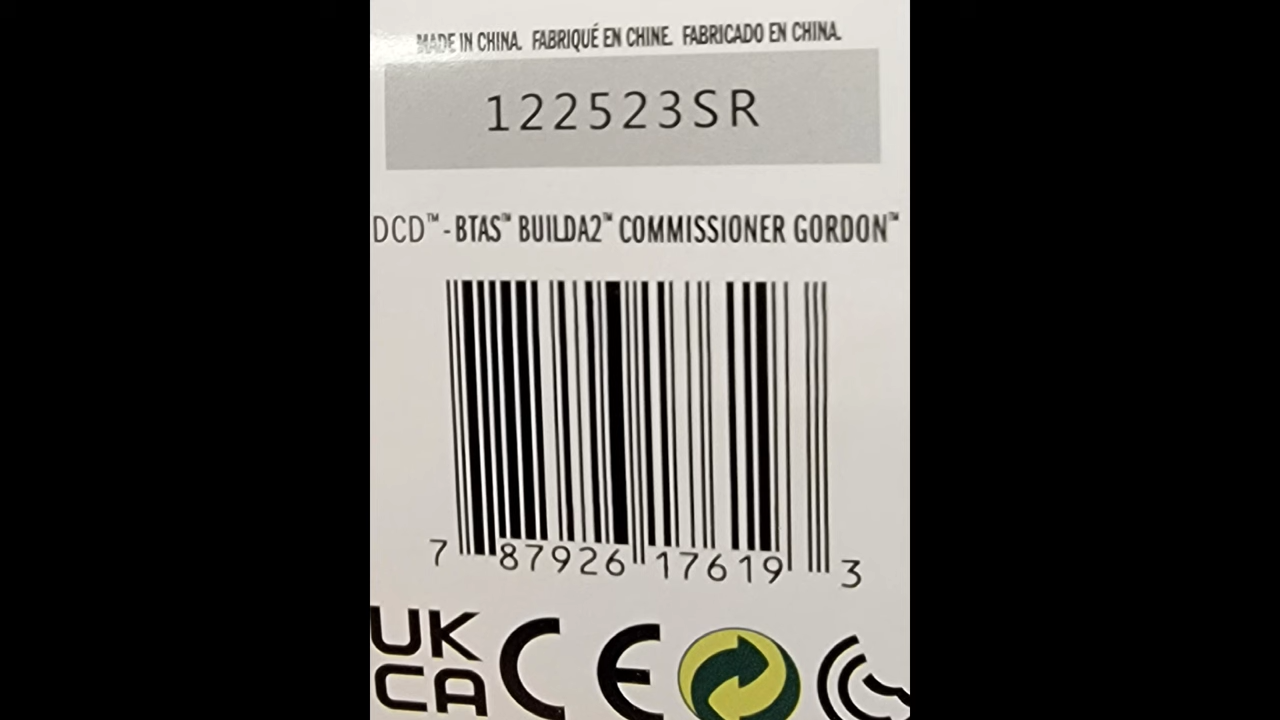 MADE IN CHINA. FABRIQUÉ EN CHINE. FABRICADO EN CHINA.
122523SR
DCD™ - BTAS™ BUILDA2™ COMMISSIONER GORDON™
7 87926 17619 3
UK
CA CE